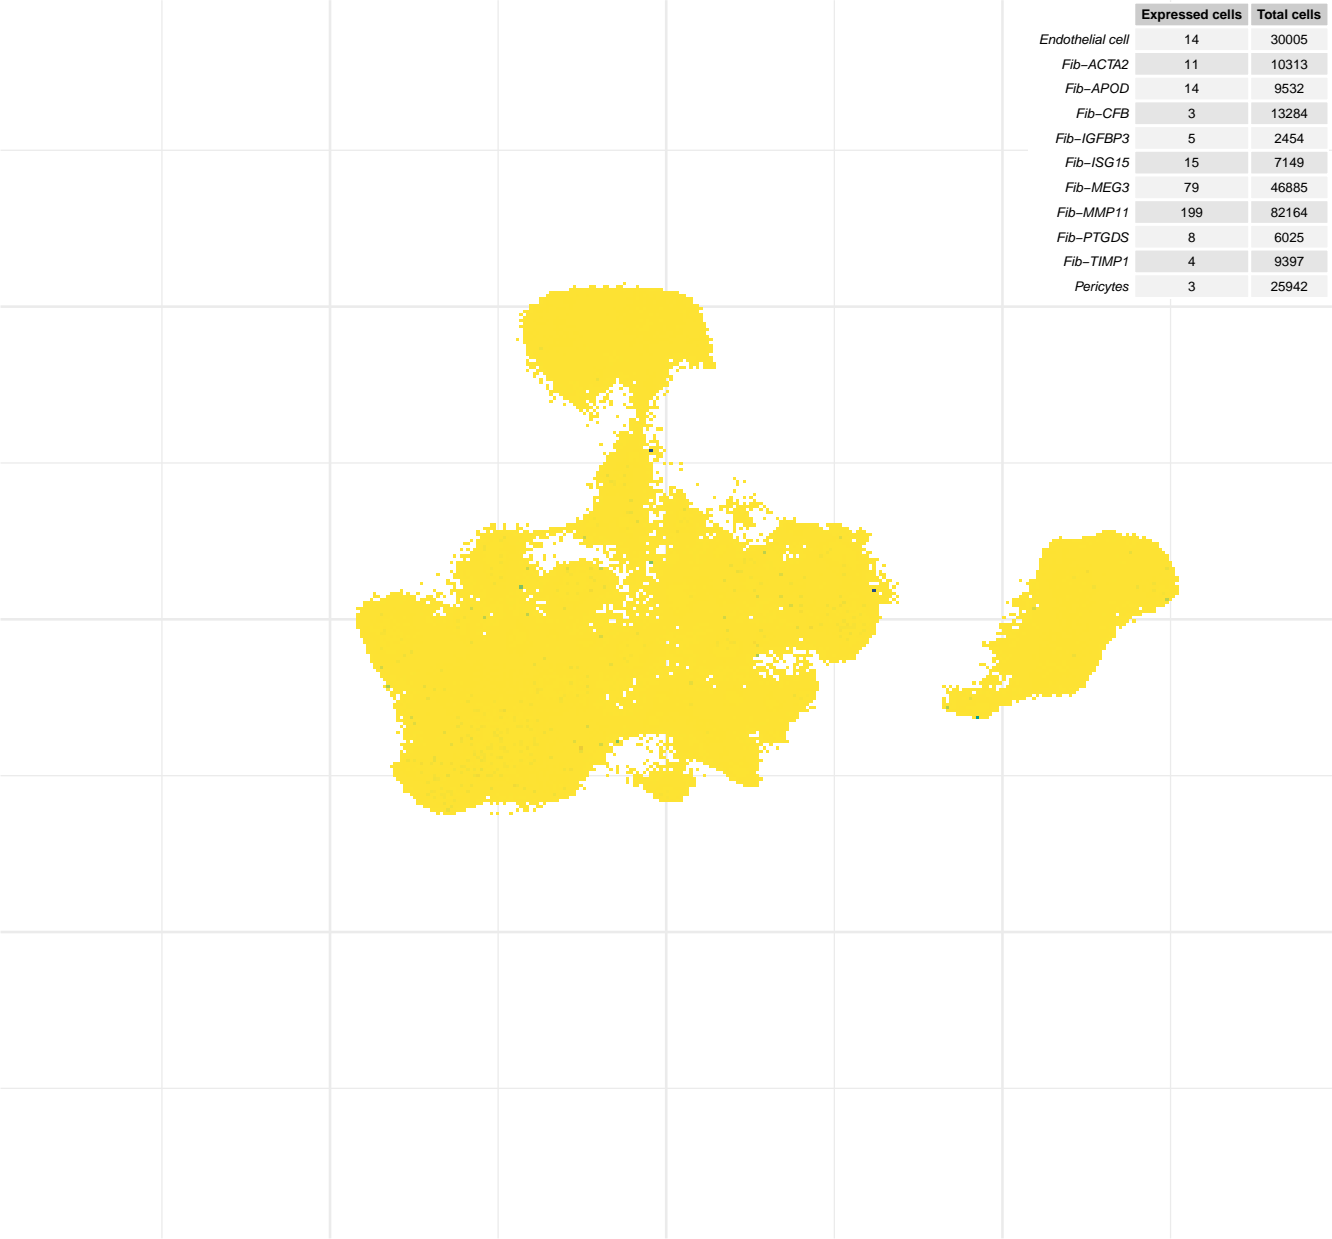 Expressed cells Total cells
Endothelial cell 14 30005
Fib−ACTA2 11 10313
Fib−APOD 14 9532
Fib−CFB 3 13284
Fib−IGFBP3 5 2454
Fib−ISG15 15 7149
Fib−MEG3 79 46885
Fib−MMP11 199 82164
Fib−PTGDS 8 6025
Fib−TIMP1 4 9397
Pericytes 3 25942